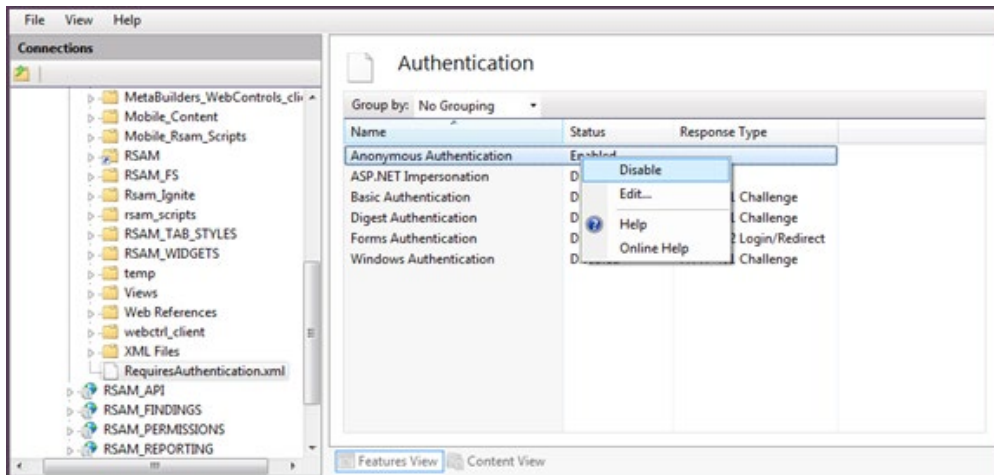 File View Help
Connections
MetaBuilders_WebControls_cli
Mobile_Content
Mobile_Rsam_Scripts
RSAM
RSAM_FS
Rsam_Ignite
rsam_scripts
RSAM_TAB_STYLES
RSAM_WIDGETS
temp
Views
Web References
webctrl_client
XML Files
RequiresAuthentication.xml
RSAM_API
RSAM_FINDINGS
RSAM_PERMISSIONS
RSAM_REPORTING
Authentication
Group by: No Grouping
Name Status Response Type
Anonymous Authentication Enabled
ASP.NET Impersonation D
Basic Authentication D Challenge
Digest Authentication D Challenge
Forms Authentication D 2 Login/Redirect
Windows Authentication Challenge
Disable
Edit...
Help
Online Help
Features View Content View